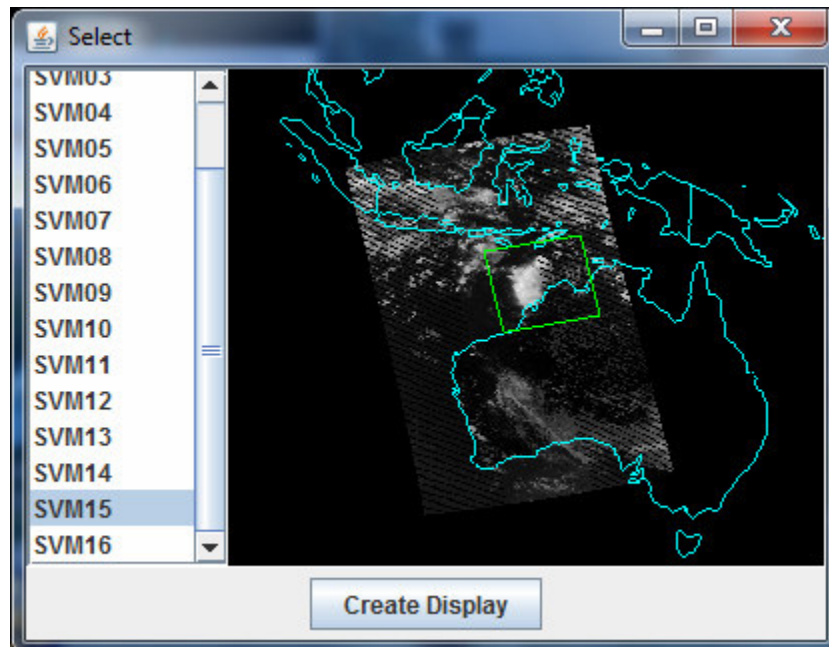 Select
SVM03
SVM04
SVM05
SVM06
SVM07
SVM08
SVM09
SVM10
SVM11
SVM12
SVM13
SVM14
SVM15
SVM16
Create Display